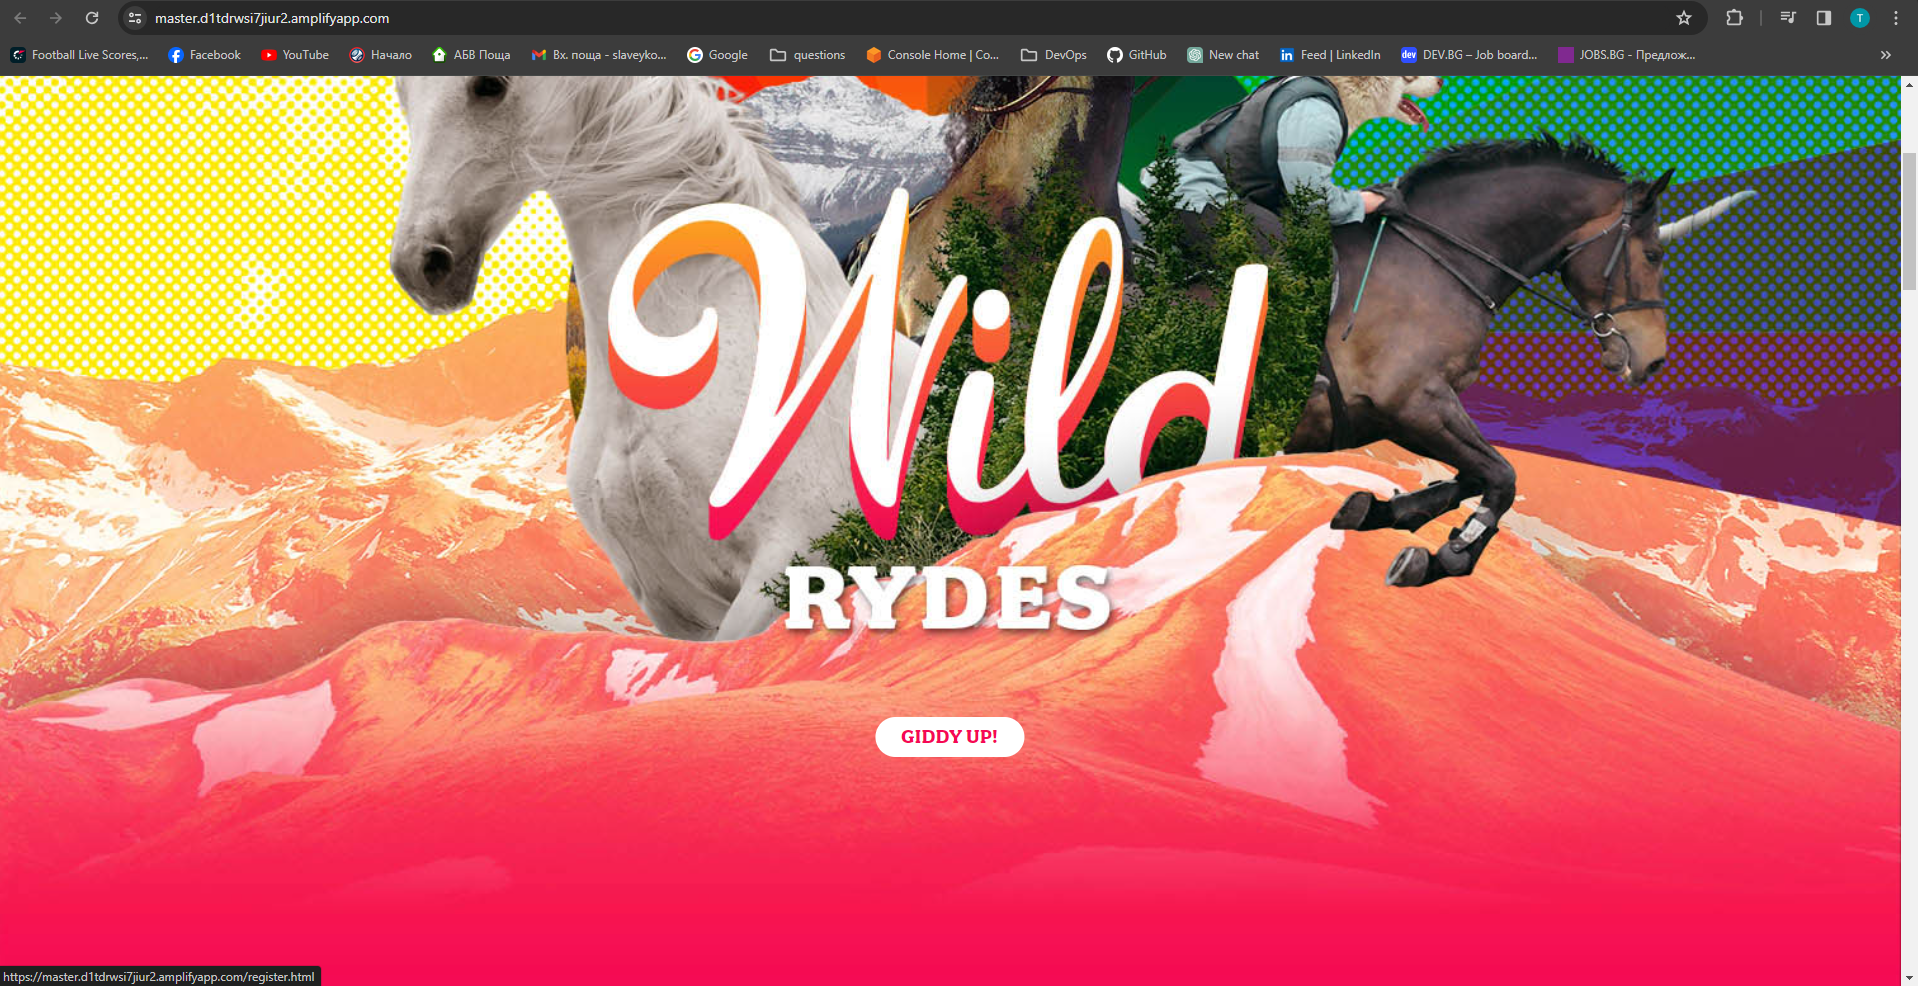 master.d1tdrwsi7jiur2.amplifyapp.com
T
Football Live Scores,...
Facebook
YouTube
Начало
АБВ Поща
Вх. поща - slaveyko...
Google
questions
Console Home | Co...
DevOps
GitHub
New chat
Feed | LinkedIn
dev
DEV.BG – Job board...
JOBS.BG - Предлож...
Wild
RYDES
GIDDY UP!
https://master.d1tdrwsi7jiur2.amplifyapp.com/register.html